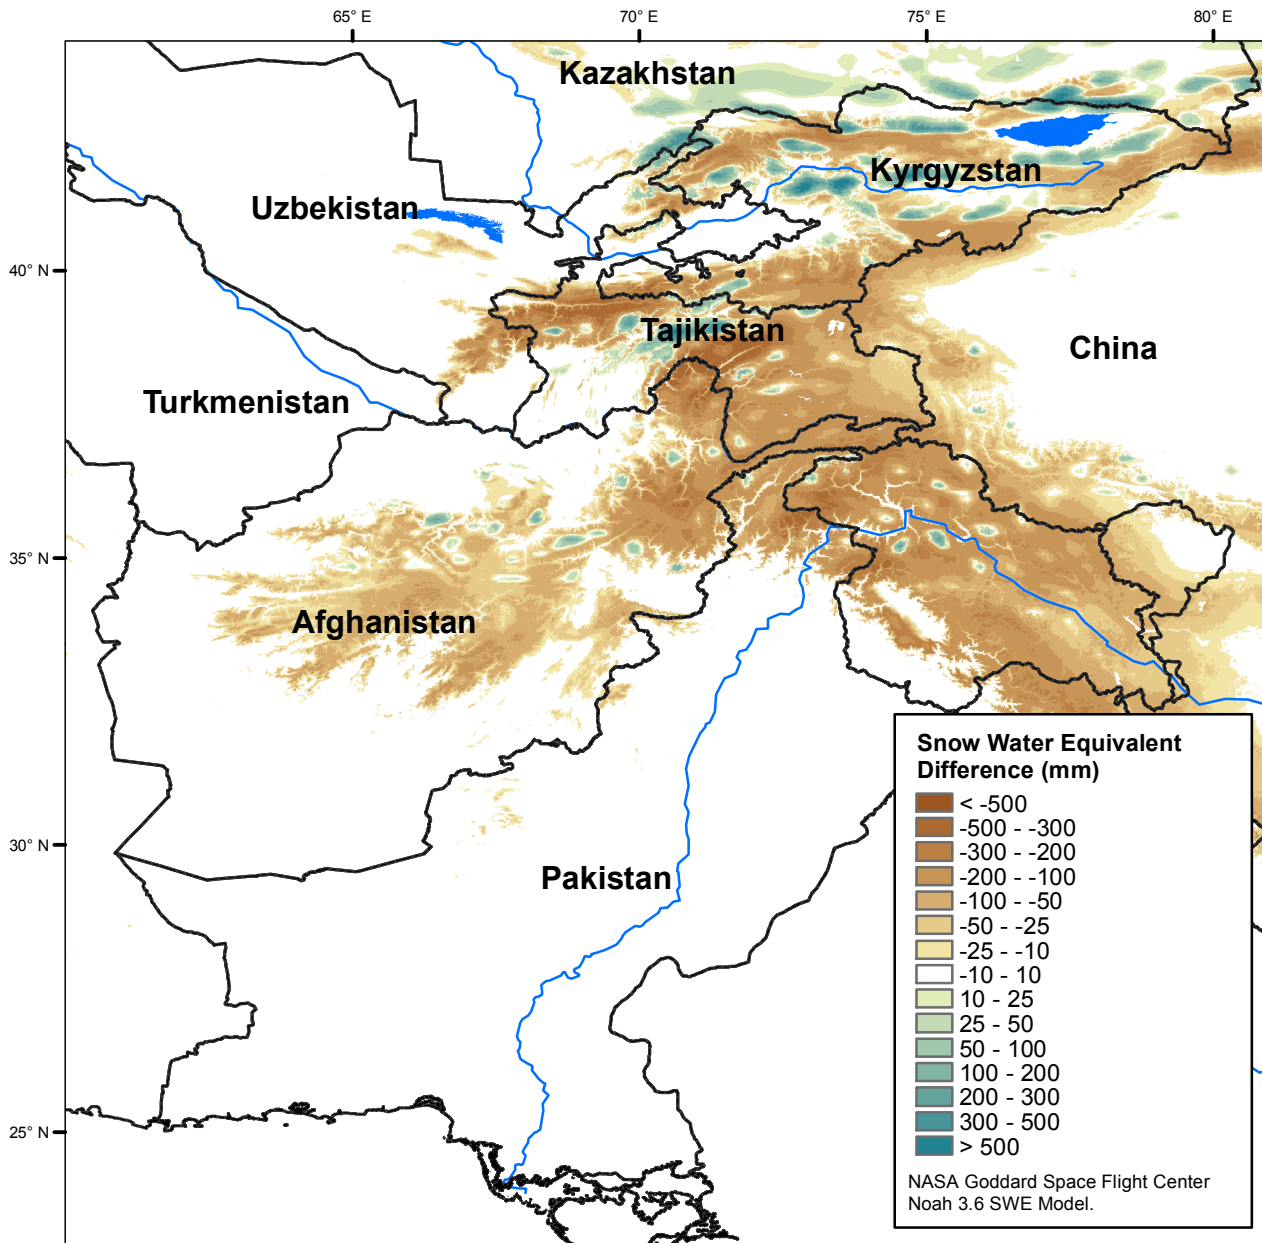 65° E
70° E
75° E
80° E
Kazakhstan
Kyrgyzstan
Uzbekistan
40° N
Tajikistan
China
Turkmenistan
35° N
Afghanistan
30° N
Pakistan
25° N
Snow Water Equivalent
Difference (mm)
< -500
-500 - -300
-300 - -200
-200 - -100
-100 - -50
-50 - -25
-25 - -10
-10 - 10
10 - 25
25 - 50
50 - 100
100 - 200
200 - 300
300 - 500
> 500
NASA Goddard Space Flight Center
Noah 3.6 SWE Model.